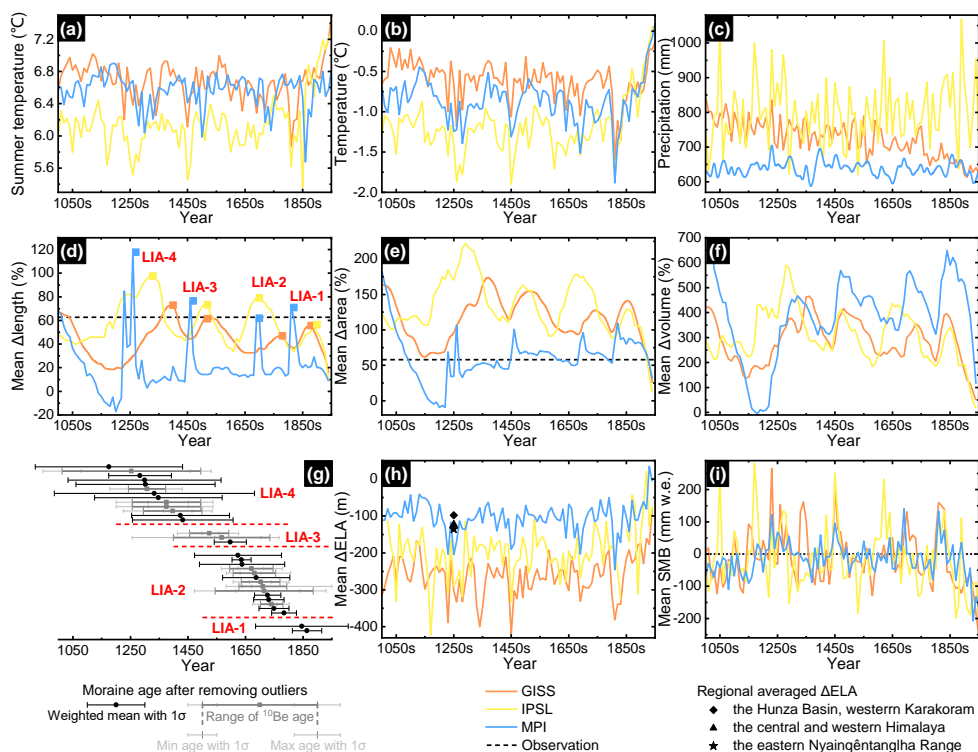 (a)
Summer temperature (℃)
7.2
6.8
6.4
6.0
5.6
1050s 1250s 1450s 1650s 1850s
Year
(b)
Temperature (℃)
0.0
-0.5
-1.0
-1.5
-2.0
1050s 1250s 1450s 1650s 1850s
Year
(c)
Precipitation (mm)
1000
900
800
700
600
1050s 1250s 1450s 1650s 1850s
Year
(d)
Mean Δlength (%)
120
100
80
60
40
20
0
-20
LIA-4
LIA-3
LIA-2
LIA-1
1050s 1250s 1450s 1650s 1850s
Year
(e)
Mean Δarea (%)
200
150
100
50
0
1050s 1250s 1450s 1650s 1850s
Year
(f)
Mean Δvolume (%)
700
600
500
400
300
200
100
0
1050s 1250s 1450s 1650s 1850s
Year
(g)
LIA-4
LIA-3
LIA-2
LIA-1
1050s 1250s 1450s 1650s 1850s
Year
(h)
Mean ΔELA (m)
0
-100
-200
-300
-400
1050s 1250s 1450s 1650s 1850s
Year
(i)
Mean SMB (mm w.e.)
300
200
100
0
-100
-200
1050s 1250s 1450s 1650s 1850s
Year
Moraine age after removing outliers
Weighted mean with 1σ
Range of ¹⁰Be age
Min age with 1σ
Max age with 1σ
GISS
IPSL
MPI
Observation
Regional averaged ΔELA
the Hunza Basin, westerrn Karakoram
the central and western Himalaya
the eastern Nyainqêntanglha Range